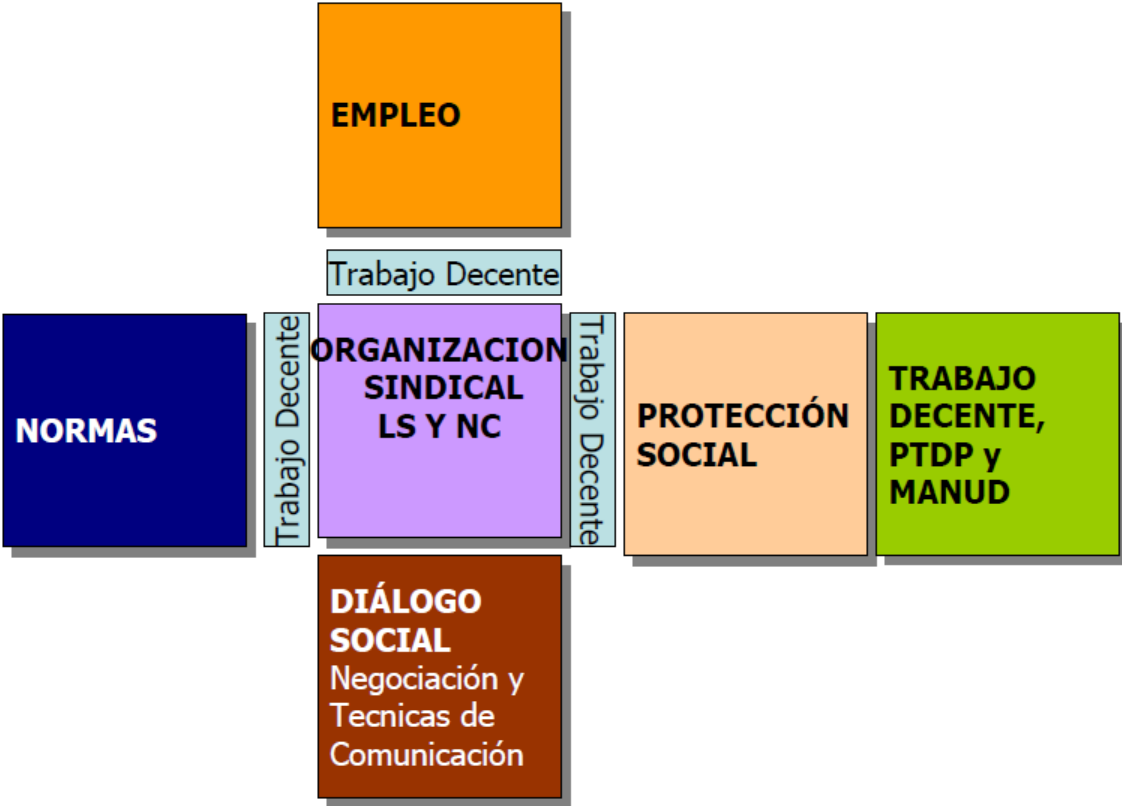 EMPLEO
Trabajo Decente
NORMAS
Trabajo Decente
ORGANIZACION
SINDICAL
LS Y NC
Trabajo Decente
PROTECCIÓN
SOCIAL
TRABAJO
DECENTE,
PTDP y
MANUD
DIÁLOGO
SOCIAL
Negociación y
Tecnicas de
Comunicación